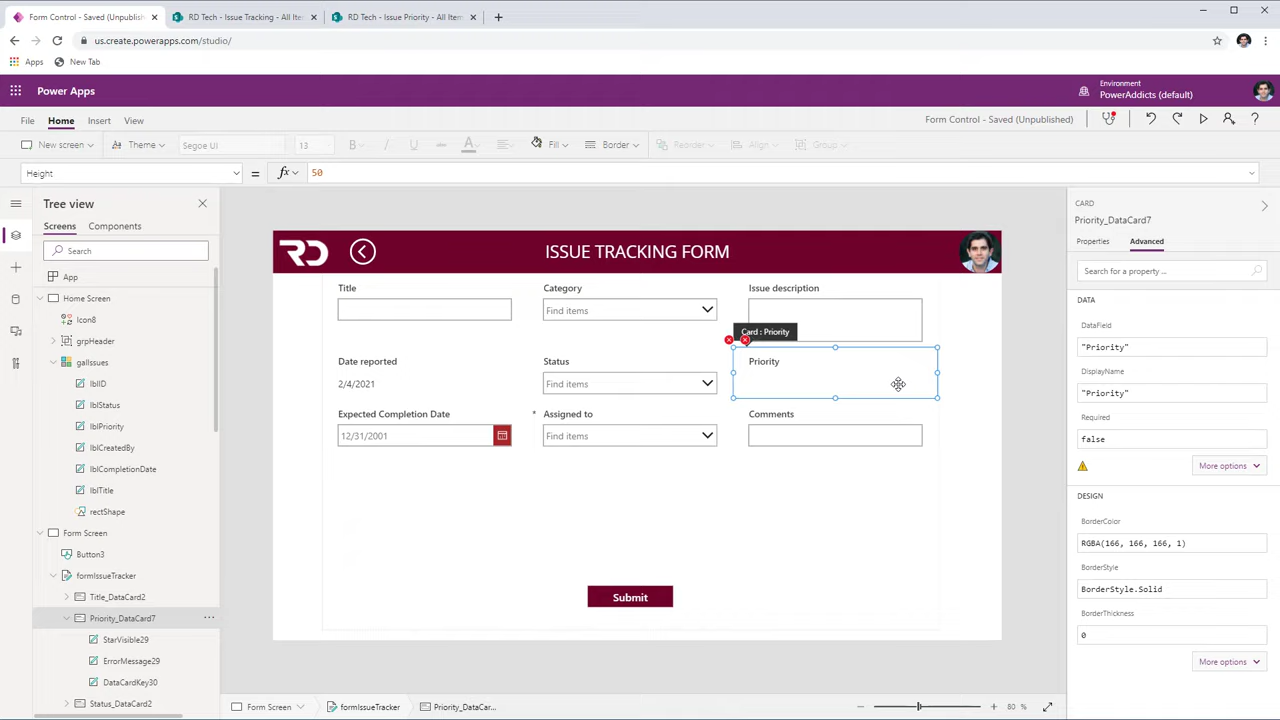 Form Control - Saved (Unpublish
RD Tech - Issue Tracking - All Ite
RD Tech - Issue Priority - All Item
us.create.powerapps.com/studio/
Apps
New Tab
Power Apps
Environment
PowerAddicts (default)
File
Home
Insert
View
Form Control - Saved (Unpublished)
New screen
Theme
Segoe UI
13
B
I
U
abc
A
Fill
Border
Reorder
Align
Group
Height
=
fx
50
Tree view
Screens
Components
Search
App
Home Screen
Icon8
grpHeader
galIssues
lblID
lblStatus
lblPriority
lblCreatedBy
lblCompletionDate
lblTitle
rectShape
Form Screen
Button3
formIssueTracker
Title_DataCard2
Priority_DataCard7
StarVisible29
ErrorMessage29
DataCardKey30
Status_DataCard2
RD
ISSUE TRACKING FORM
Title
Category
Issue description
Find items
Card : Priority
Date reported
Status
Priority
2/4/2021
Find items
Expected Completion Date
* Assigned to
Comments
12/31/2001
Find items
Submit
Form Screen
formIssueTracker
Priority_DataCar...
80 %
CARD
Priority_DataCard7
Properties
Advanced
Search for a property ...
DATA
DataField
"Priority"
DisplayName
"Priority"
Required
false
More options
DESIGN
BorderColor
RGBA(166, 166, 166, 1)
BorderStyle
BorderStyle.Solid
BorderThickness
0
More options